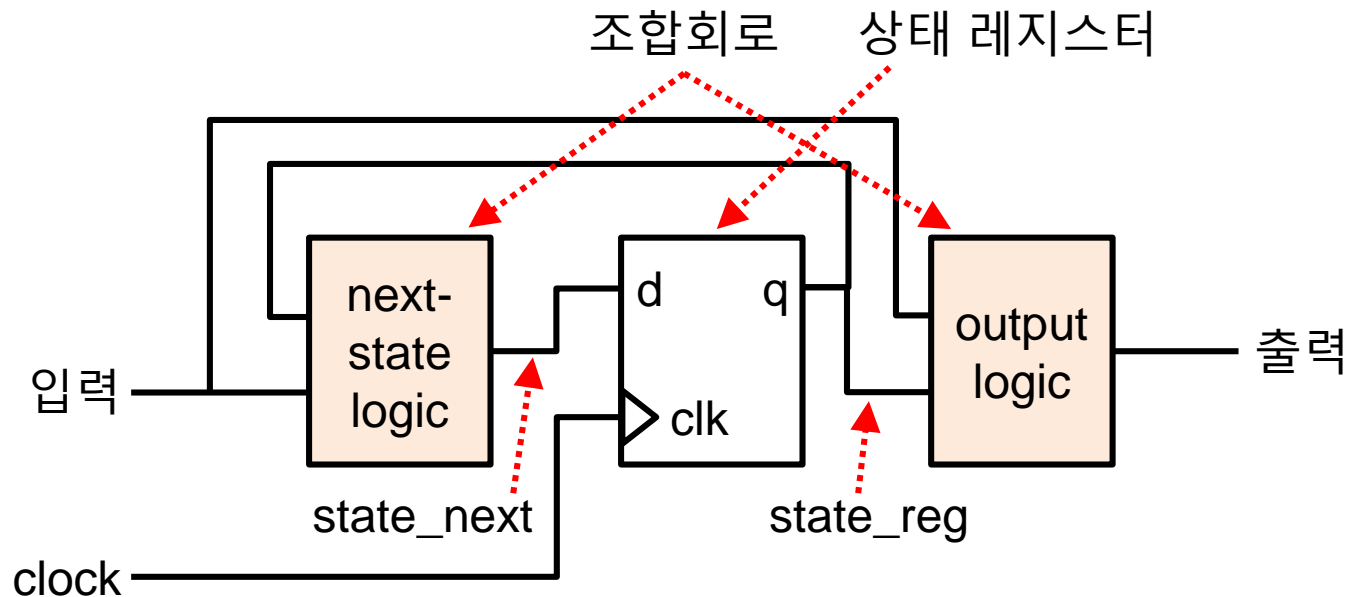 조합회로
상태 레지스터
next-
state
logic
d
q
clk
output
logic
입력
출력
state_next
state_reg
clock